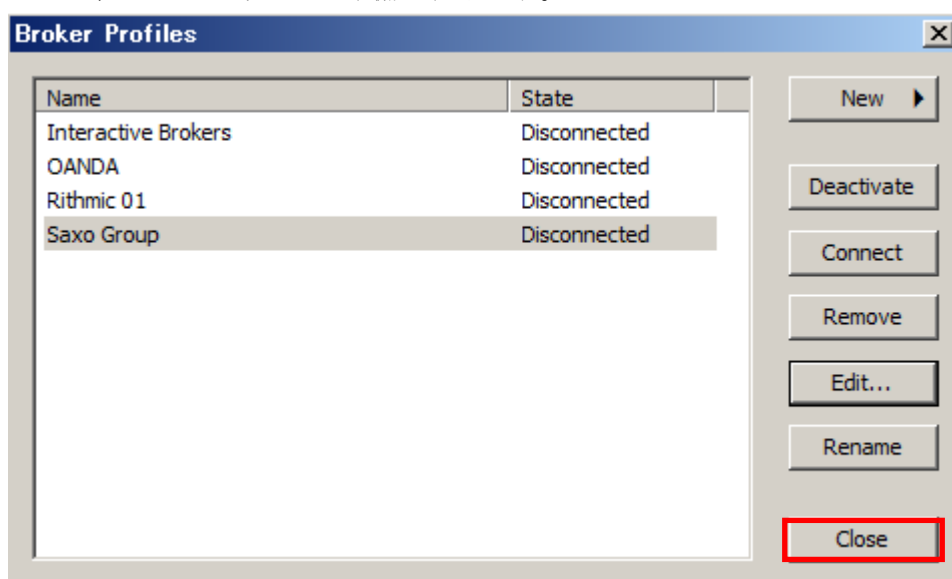 Broker Profiles
Name State
Interactive Brokers Disconnected
OANDA Disconnected
Rithmic 01 Disconnected
Saxo Group Disconnected
New
Deactivate
Connect
Remove
Edit...
Rename
Close